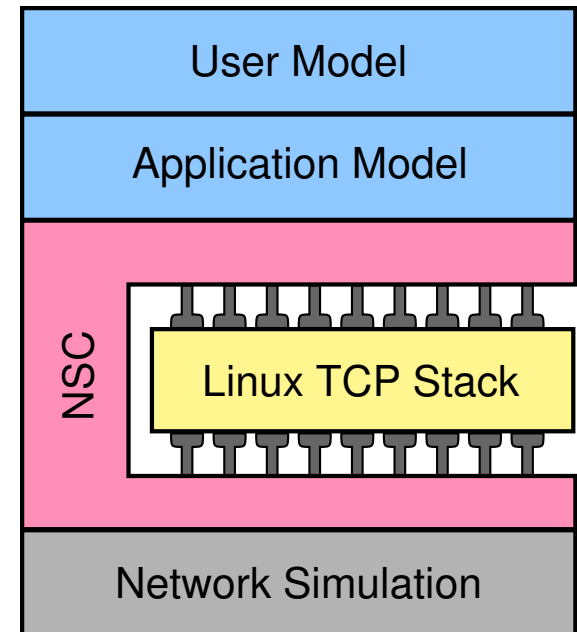 User Model
Application Model
NSC
Linux TCP Stack
Network Simulation